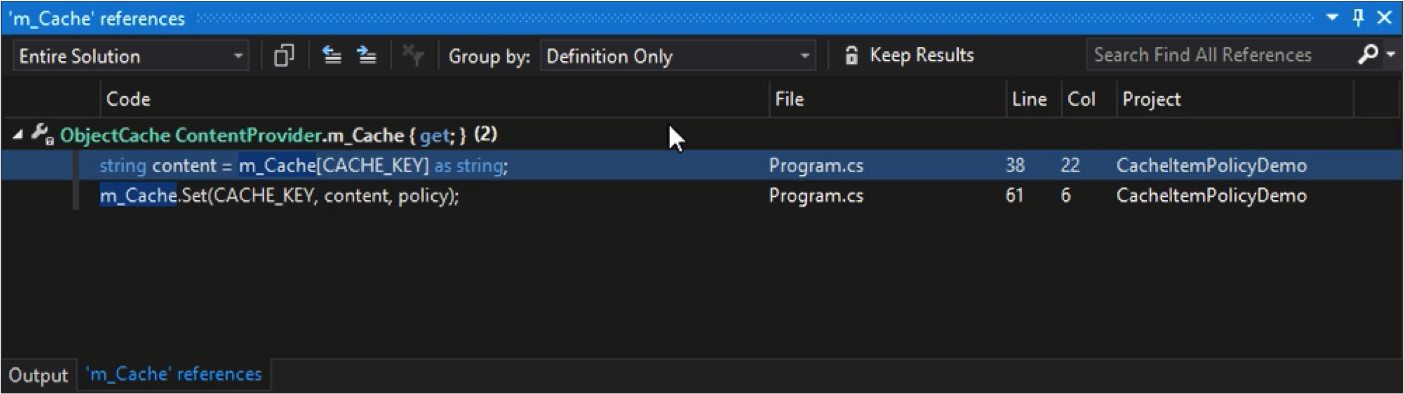 'm_Cache' references
Entire Solution Group by: Definition Only Keep Results Search Find All References
Code File Line Col Project
ObjectCache ContentProvider.m_Cache { get; } (2)
string content = m_Cache[CACHE_KEY] as string; Program.cs 38 22 CacheItemPolicyDemo
m_Cache.Set(CACHE_KEY, content, policy); Program.cs 61 6 CacheItemPolicyDemo
Output 'm_Cache' references